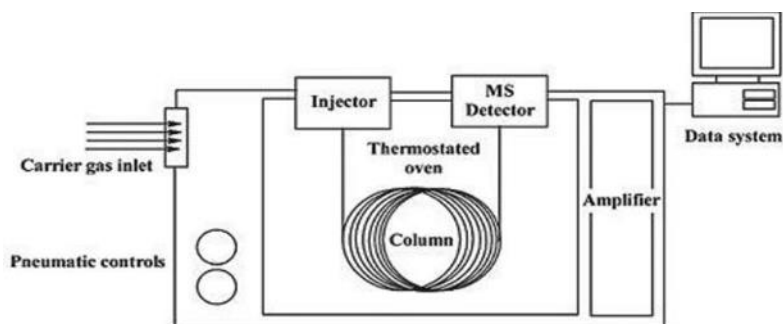 Injector
MS
Detector
Data system
Carrier gas inlet
Thermostated
oven
Amplifier
Column
Pneumatic controls